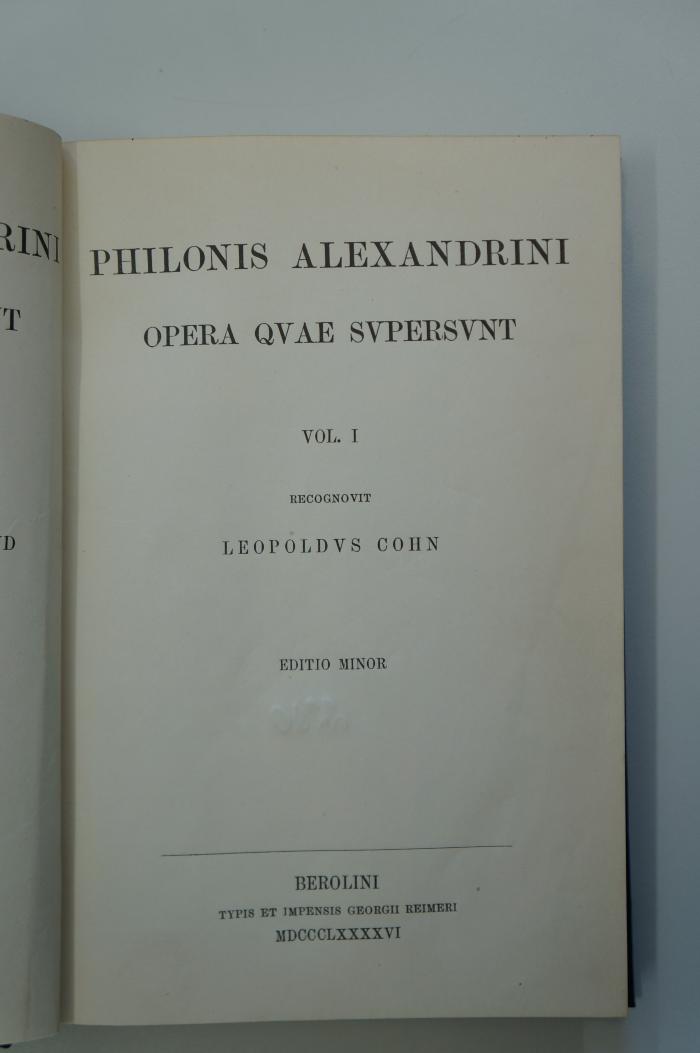 RINI
PHILONIS ALEXANDRINI
OPERA QVAE SVPERSVNT
VOL. I
RECOGNOVIT
LEOPOLDVS COHN
EDITIO MINOR
BEROLINI
TYPIS ET IMPENSIS GEORGII REIMERI
MDCCCLXXXXVI